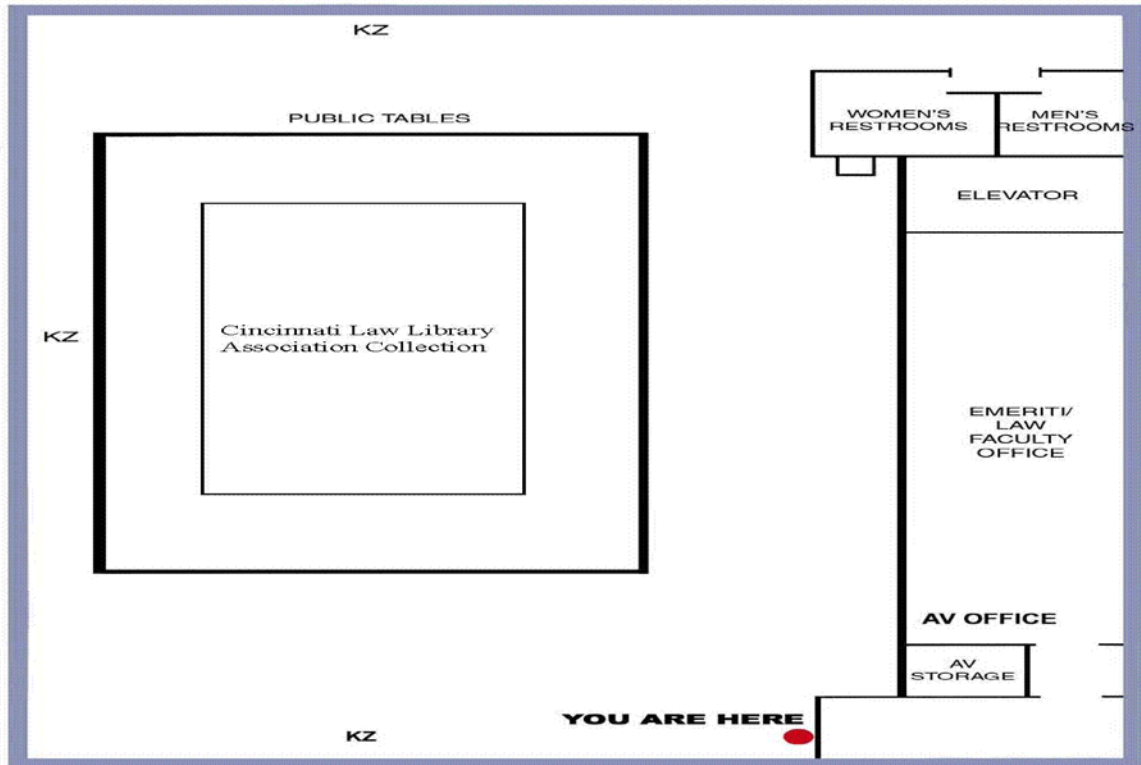 KZ
PUBLIC TABLES
WOMEN'S
RESTROOMS
MEN'S
RESTROOMS
ELEVATOR
KZ
Cincinnati Law Library
Association Collection
EMERITI/
LAW
FACULTY
OFFICE
AV OFFICE
AV
STORAGE
YOU ARE HERE
KZ